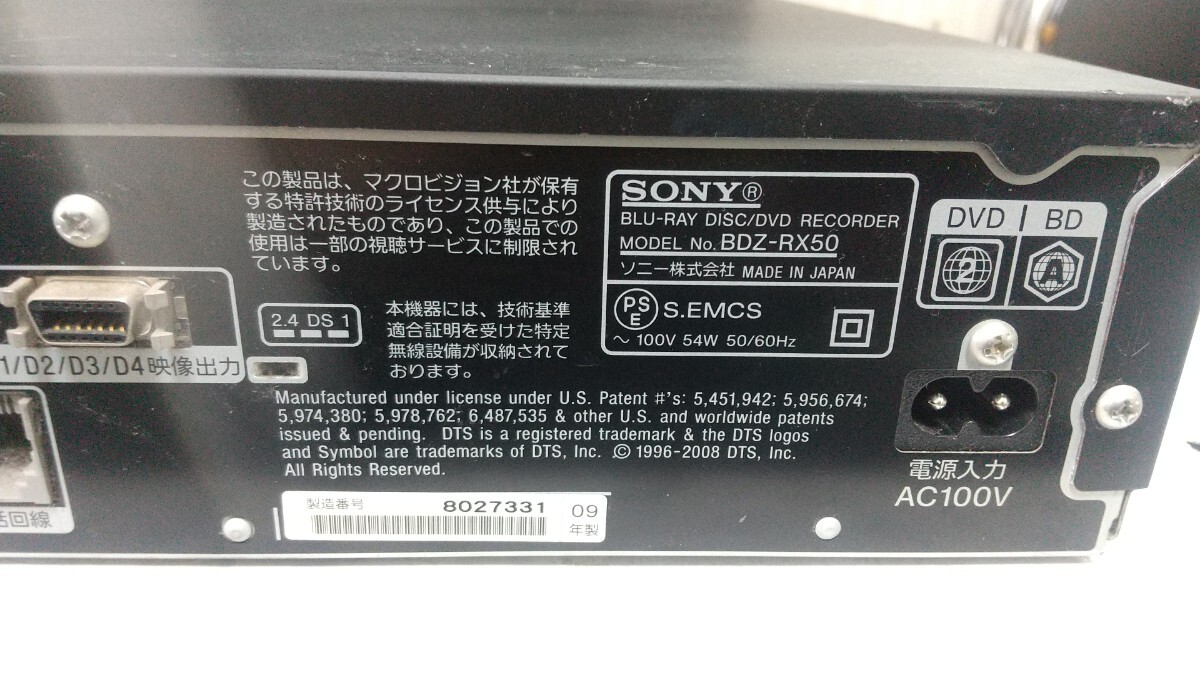 この製品は、マクロビジョン社が保有
する特許技術のライセンス供与により
製造されたものであり、この製品での
使用は一部の視聴サービスに制限され
ています。
SONY®
BLU-RAY DISC/DVD RECORDER
MODEL No. BDZ-RX50
ソニー株式会社 MADE IN JAPAN
PSE S.EMCS
～ 100V 54W 50/60Hz
DVD BD
2 A
1/D2/D3/D4映像出力
2.4 DS 1
本機器には、技術基準
適合証明を受けた特定
無線設備が収納されて
おります。
Manufactured under license under U.S. Patent #'s: 5,451,942; 5,956,674;
5,974,380; 5,978,762; 6,487,535 & other U.S. and worldwide patents
issued & pending. DTS is a registered trademark & the DTS logos
and Symbol are trademarks of DTS, Inc. © 1996-2008 DTS, Inc.
All Rights Reserved.
電源入力
AC100V
話回線
製造番号 8027331 09
年製